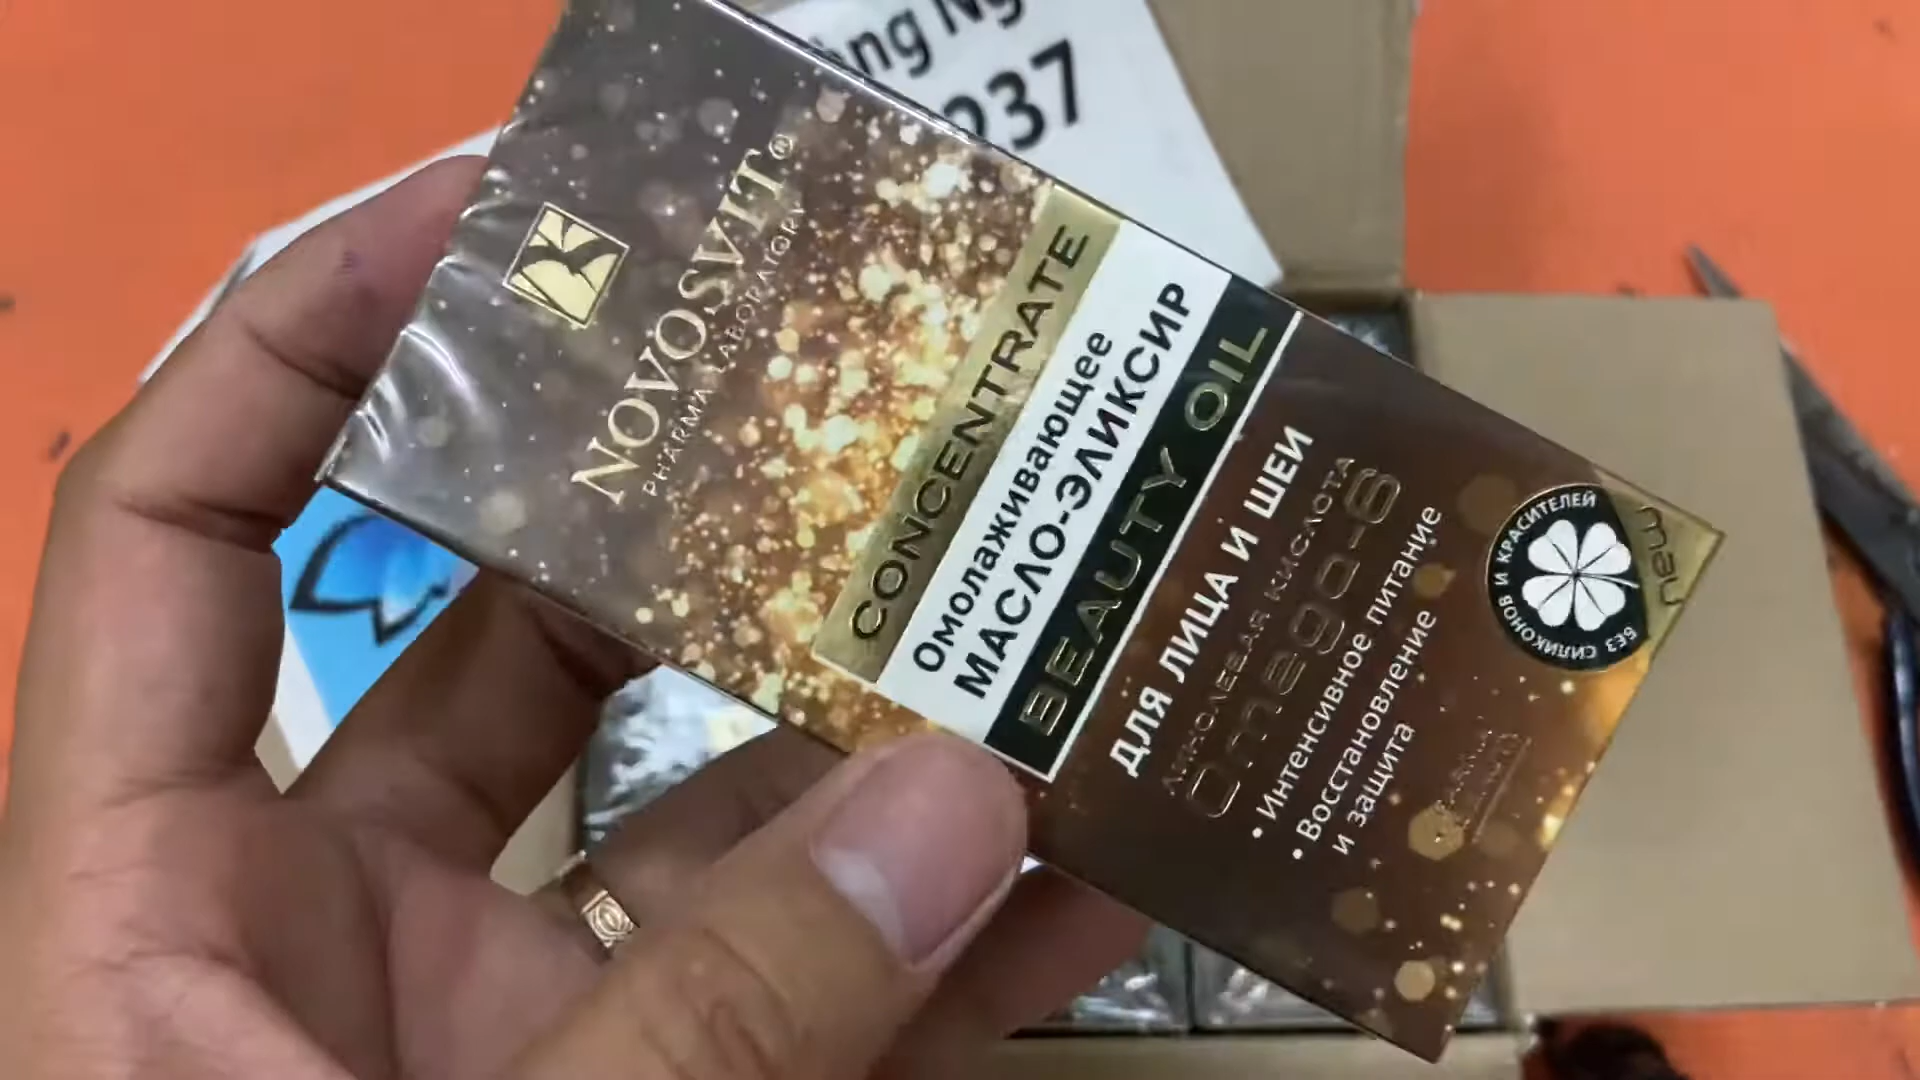 NOVOSVIT®
PHARMA LABORATORY
CONCENTRATE
Омолаживающее
МАСЛО-ЭЛИКСИР
BEAUTY OIL
ДЛЯ ЛИЦА И ШЕИ
ЛИНОЛЕВАЯ КИСЛОТА
Omega-6
• Интенсивное питание
• Восстановление
и защита
БЕЗ СИЛИКОНОВ И КРАСИТЕЛЕЙ
new
237